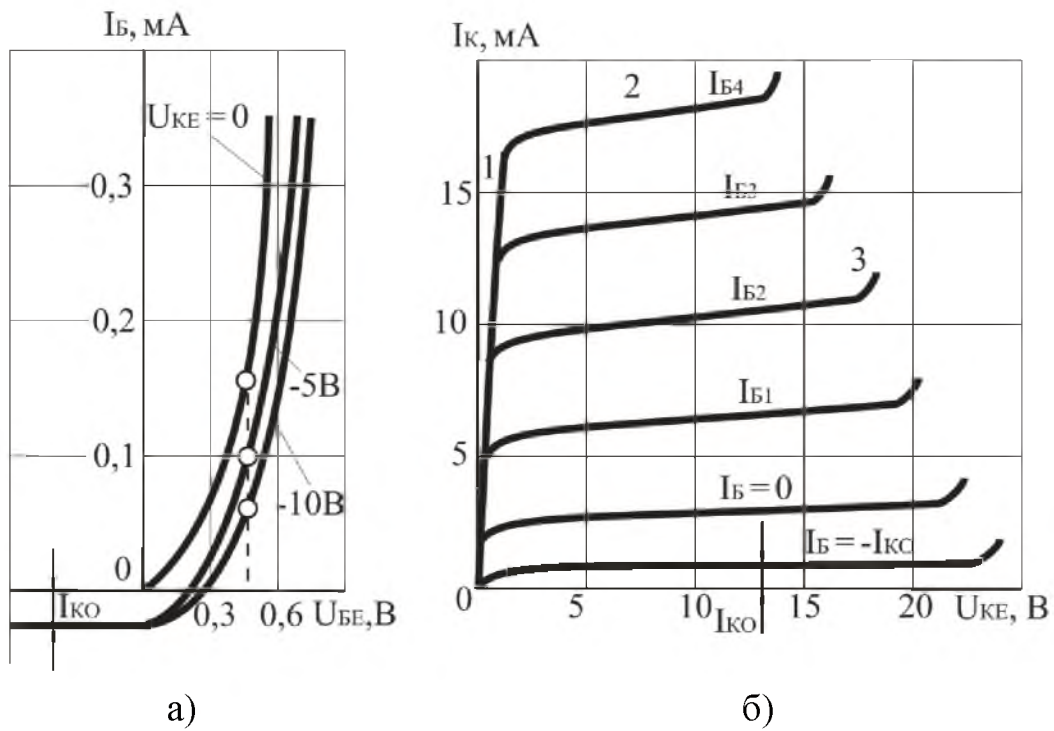 IБ, мА
UКЕ = 0
0,3
0,2
-5В
0,1
-10В
0
IКО
0,3
0,6
UБЕ,В
а)
IК, мА
2
IБ4
1
15
IБ3
3
IБ2
10
IБ1
5
IБ = 0
IБ = -IКО
0
5
10
IКО
15
20
UКЕ, В
б)